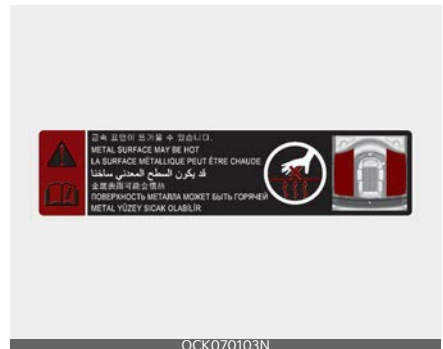 금속 표면이 뜨거울 수 있습니다.
METAL SURFACE MAY BE HOT
LA SURFACE MÉTALLIQUE PEUT ÊTRE CHAUDE
قد يكون السطح المعدني ساخنا
金属表面可能会
ПОВЕРХНОСТЬ МЕТАЛЛА МОЖЕТ БЫТЬ ГОРЯЧЕЙ
METAL YÜZEY SICAK OLABİLİR
OCK070103N